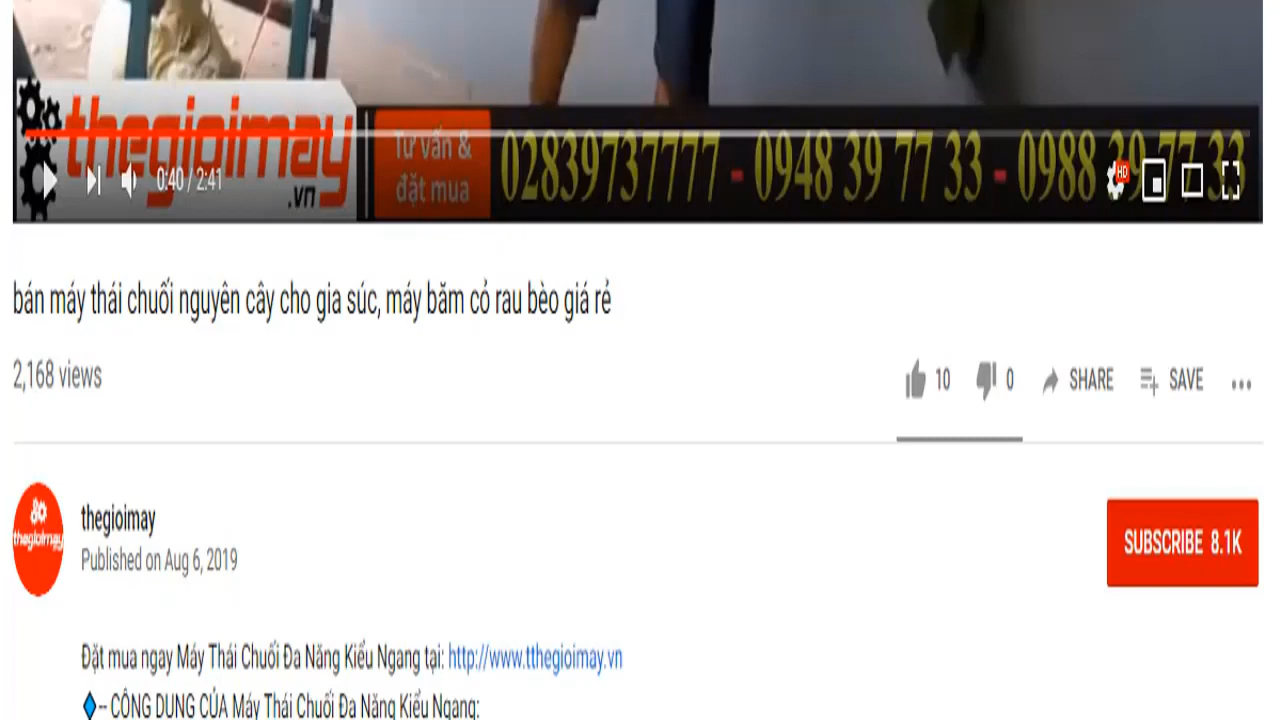 thegioimay
.vn
Tư vấn &
đặt mua
02839737777 - 0948 39 77 33 - 0988 39 77 33
0:40 / 2:41
HD
bán máy thái chuối nguyên cây cho gia súc, máy băm cỏ rau bèo giá rẻ
2,168 views
10 0 SHARE SAVE
thegioimay
thegioimay
Published on Aug 6, 2019
SUBSCRIBE 8.1K
Đặt mua ngay Máy Thái Chuối Đa Năng Kiểu Ngang tại: http://www.tthegioimay.vn
-- CÔNG DỤNG CỦA Máy Thái Chuối Đa Năng Kiểu Ngang: